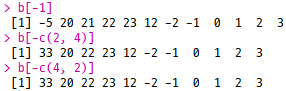 > b[-1]
[1] -5 20 21 22 23 12 -2 -1 0 1 2 3
> b[-c(2, 4)]
[1] 33 20 22 23 12 -2 -1 0 1 2 3
> b[-c(4, 2)]
[1] 33 20 22 23 12 -2 -1 0 1 2 3